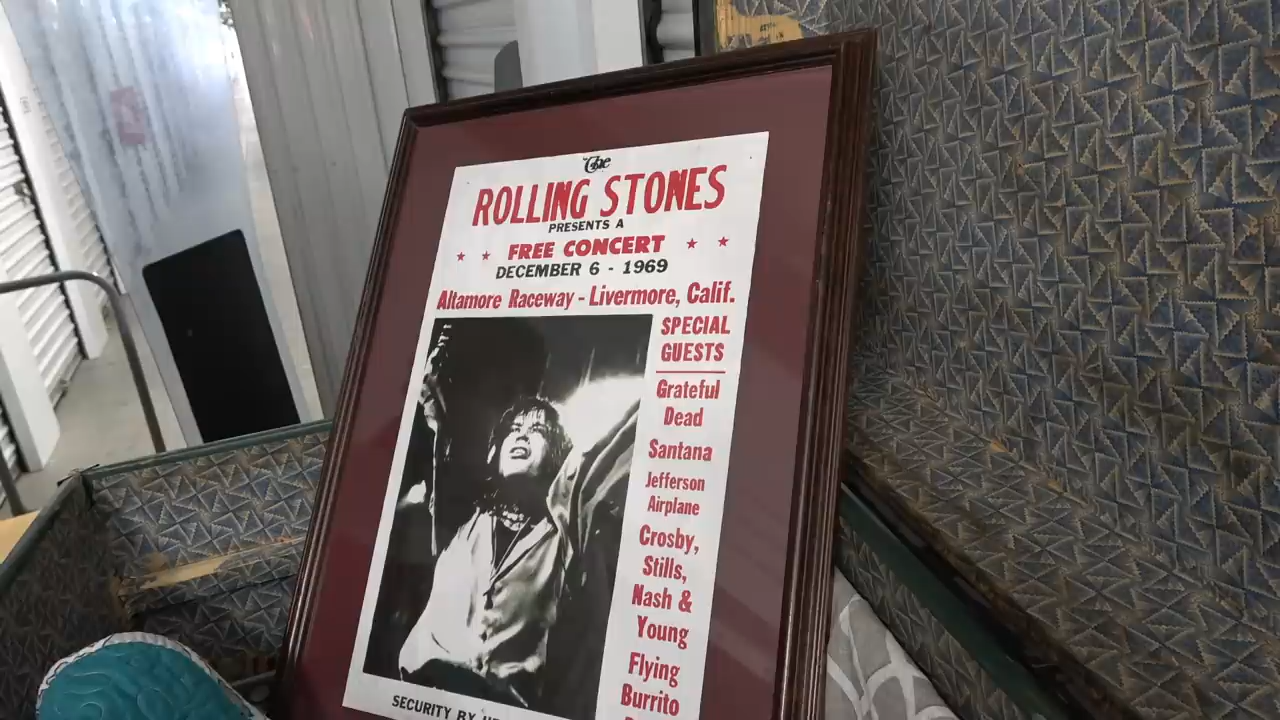 The
ROLLING STONES
PRESENTS A
FREE CONCERT
DECEMBER 6 - 1969
Altamore Raceway - Livermore, Calif.
SPECIAL
GUESTS
Grateful
Dead
Santana
Jefferson
Airplane
Crosby,
Stills,
Nash &
Young
Flying
Burrito
SECURITY BY